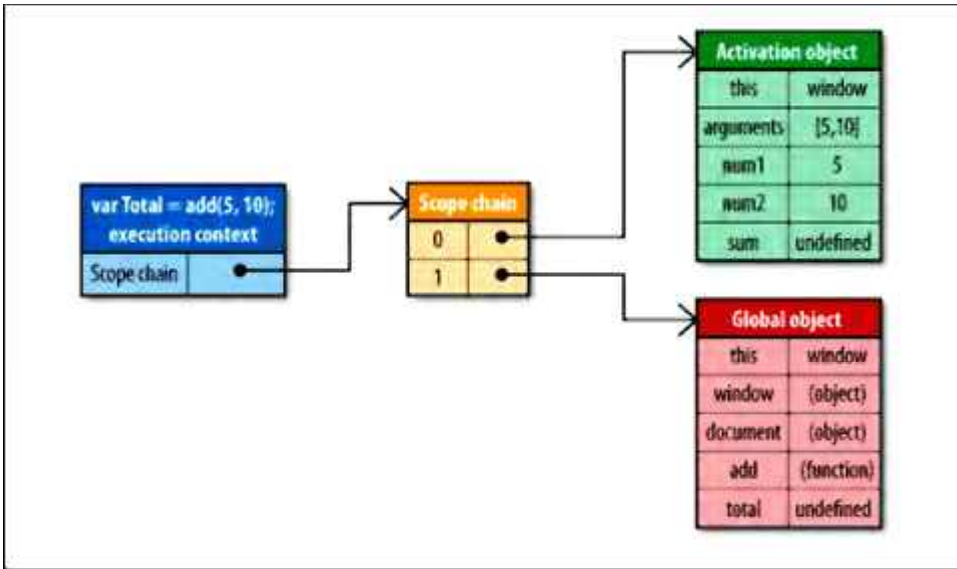 var Total = add(5, 10);
execution context
Scope chain
Scope chain
0
1
Activation object
this window
arguments [5,10]
num1 5
num2 10
sum undefined
Global object
this window
window (object)
document (object)
add (function)
total undefined